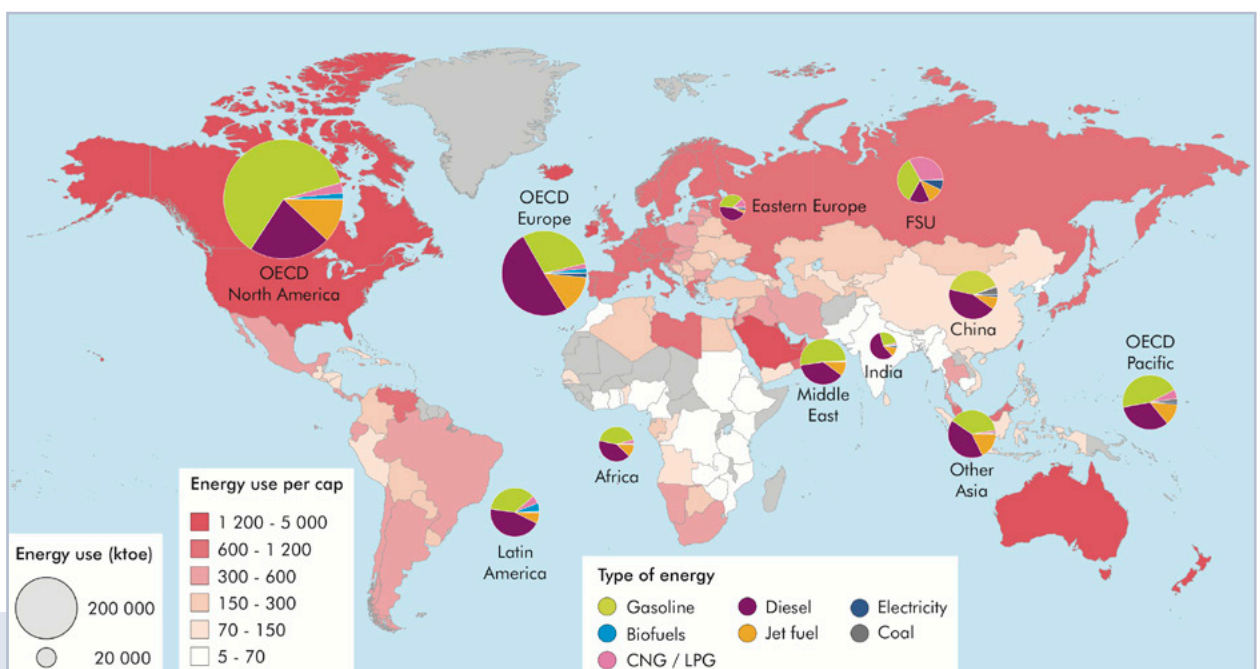 OECD
North America
OECD
Europe
Eastern Europe
FSU
China
India
Middle
East
OECD
Pacific
Other
Asia
Africa
Latin
America
Energy use (ktoe)
200 000
20 000
Energy use per cap
1 200 - 5 000
600 - 1 200
300 - 600
150 - 300
70 - 150
5 - 70
Type of energy
Gasoline
Diesel
Electricity
Biofuels
Jet fuel
Coal
CNG / LPG